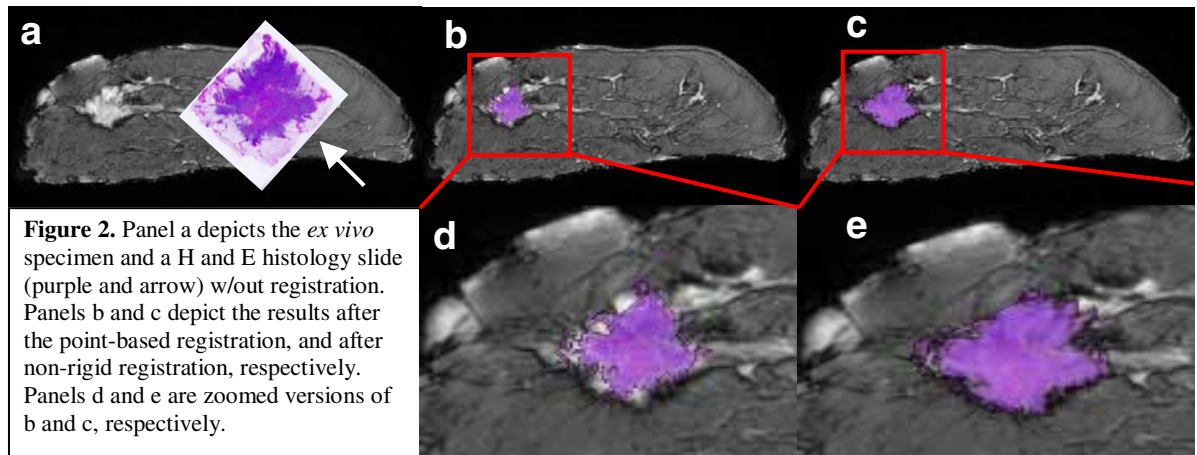 a
b
c
d
e
Figure 2. Panel a depicts the ex vivo
specimen and a H and E histology slide
(purple and arrow) w/out registration.
Panels b and c depict the results after
the point-based registration, and after
non-rigid registration, respectively.
Panels d and e are zoomed versions of
b and c, respectively.